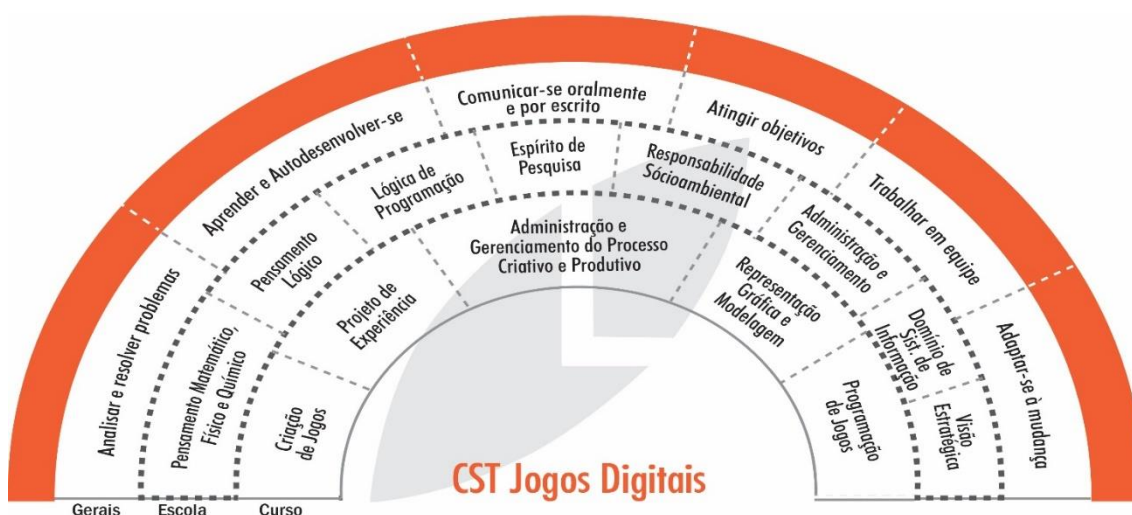 Analisar e resolver problemas
Aprender e Autodesenvolver-se
Comunicar-se oralmente
e por escrito
Atingir objetivos
Trabalhar em equipe
Adaptar-se à mudança
Pensamento Matemático,
Físico e Químico
Pensamento
Lógico
Lógica de
Programação
Espírito de
Pesquisa
Responsabilidade
Sócioambiental
Administração e
Gerenciamento
Domínio de
Sist. de
Informação
Visão
Estratégica
Criação
de Jogos
Projeto de
Experiência
Administração e
Gerenciamento do Processo
Criativo e Produtivo
Representação
Gráfica e
Modelagem
Programação
de Jogos
CST Jogos Digitais
Gerais Escola Curso